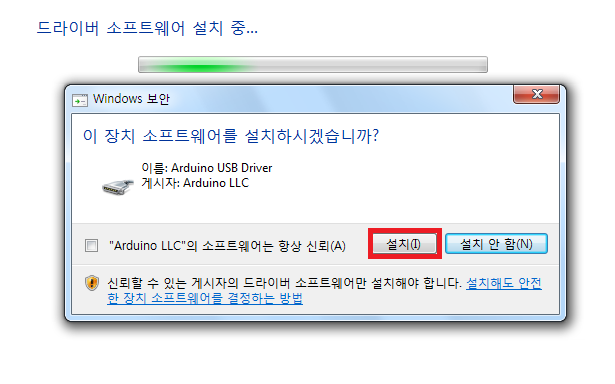 드라이버 소프트웨어 설치 중...
Windows 보안
이 장치 소프트웨어를 설치하시겠습니까?
이름: Arduino USB Driver
게시자: Arduino LLC
"Arduino LLC"의 소프트웨어는 항상 신뢰(A)
설치(I)
설치 안 함(N)
신뢰할 수 있는 게시자의 드라이버 소프트웨어만 설치해야 합니다. 설치해도 안전
한 장치 소프트웨어를 결정하는 방법